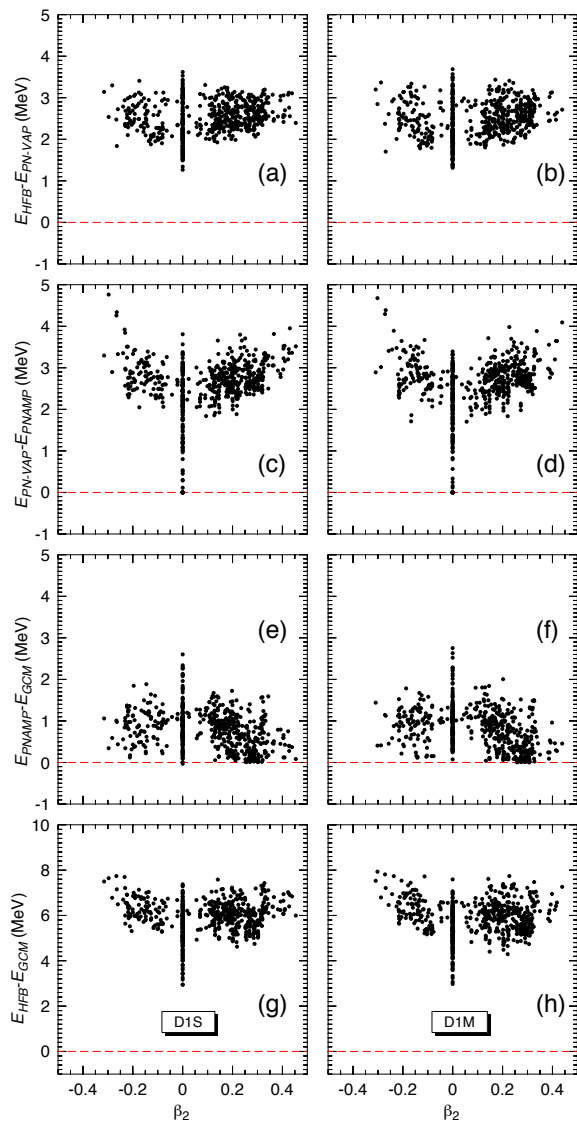 5
4
3
2
1
0
-1
E_HFB-E_PN-VAP (MeV)
(a)
(b)
5
4
3
2
1
0
-1
E_PN-VAP-E_PNAMP (MeV)
(c)
(d)
5
4
3
2
1
0
-1
E_PNAMP-E_GCM (MeV)
(e)
(f)
10
8
6
4
2
0
E_HFB-E_GCM (MeV)
(g)
(h)
D1S
D1M
-0.4 -0.2 0 0.2 0.4
-0.4 -0.2 0 0.2 0.4
β2
β2